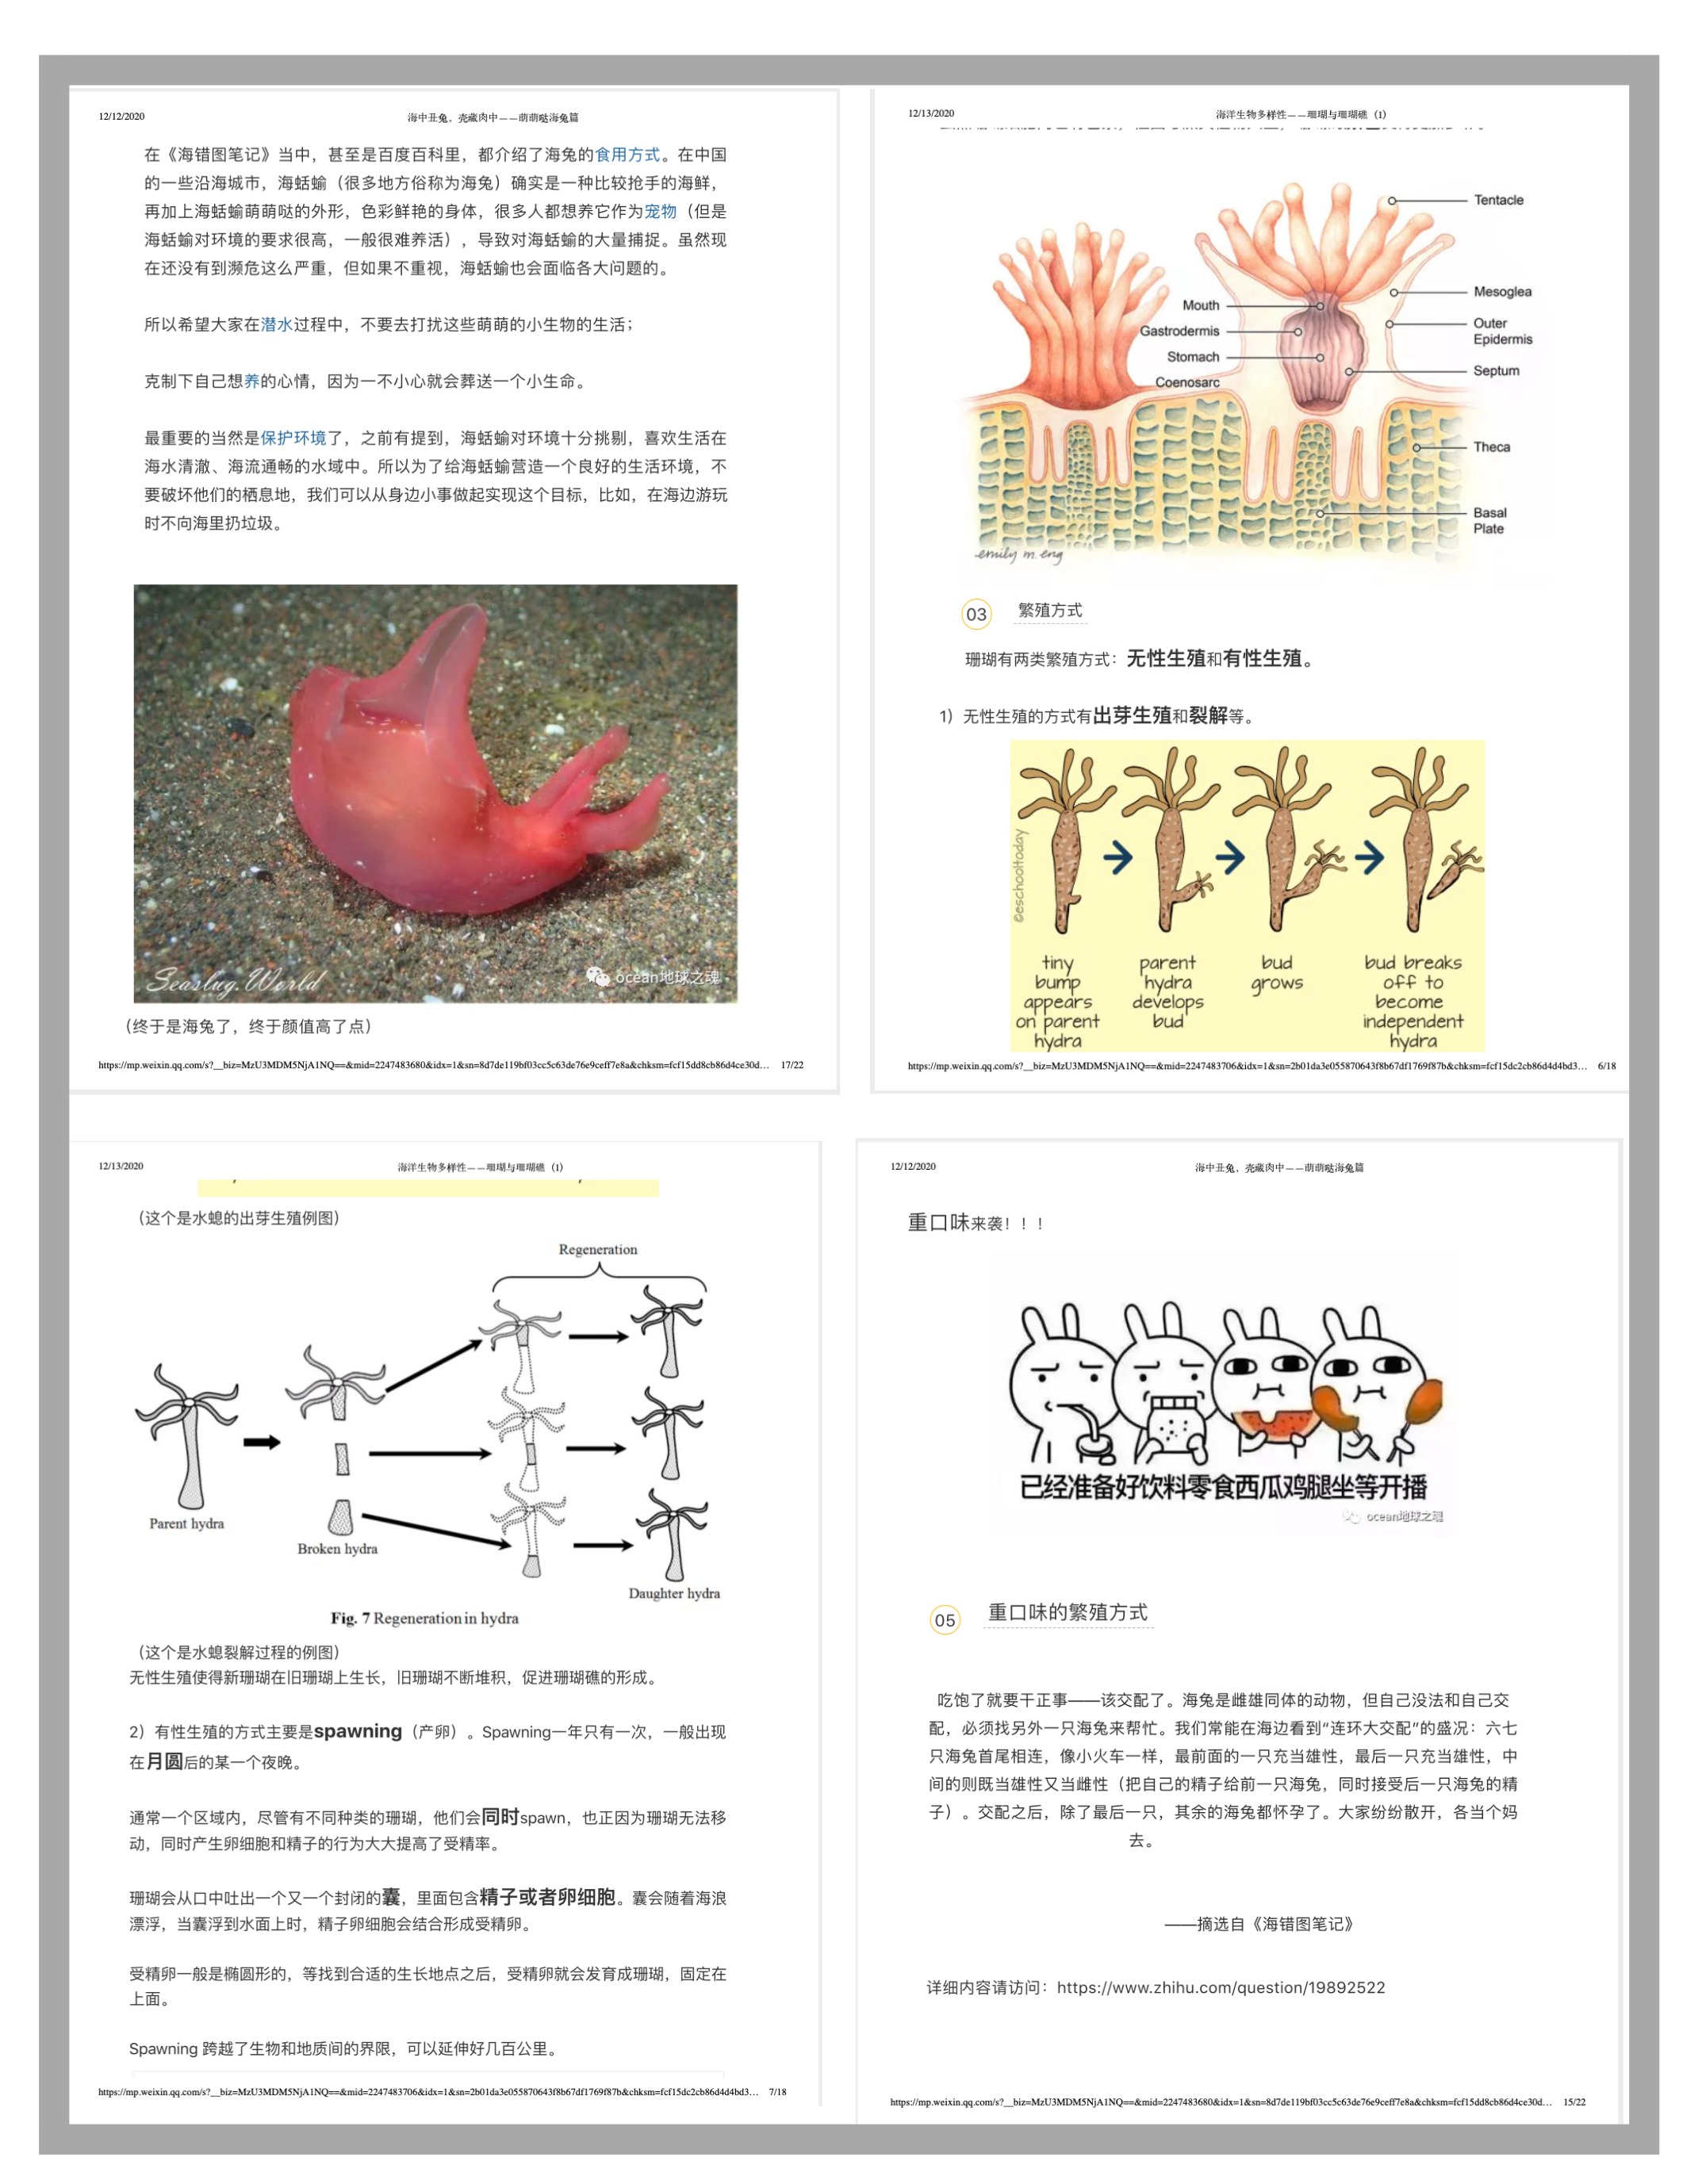 12/12/2020
海中丑兔，壳藏肉中——萌萌哒海兔篇
在《海错图笔记》当中，甚至是百度百科里，都介绍了海兔的食用方式。在中国
的一些沿海城市，海蛞蝓（很多地方俗称为海兔）确实是一种比较抢手的海鲜，
再加上海蛞蝓萌萌哒的外形，色彩鲜艳的身体，很多人都想养它作为宠物（但是
海蛞蝓对环境的要求很高，一般很难养活），导致对海蛞蝓的大量捕捉。虽然现
在还没有到濒危这么严重，但如果不重视，海蛞蝓也会面临各大问题的。
所以希望大家在潜水过程中，不要去打扰这些萌萌的小生物的生活；
克制下自己想养的心情，因为一不小心就会葬送一个小生命。
最重要的当然是保护环境了，之前有提到，海蛞蝓对环境十分挑剔，喜欢生活在
海水清澈、海流通畅的水域中。所以为了给海蛞蝓营造一个良好的生活环境，不
要破坏他们的栖息地，我们可以从身边小事做起实现这个目标，比如，在海边游玩
时不向海里扔垃圾。
Seaslug.World
ocean地球之魂
（终于是海兔了，终于颜值高了点）
https://mp.weixin.qq.com/s?__biz=MzU3MDM5NjA1NQ==&mid=2247483680&idx=1&sn=8d7de119bf03cc5c63de76e9ceff7e8a&chksm=fcf15dd8cb86d4ce30d… 17/22
12/13/2020
海洋生物多样性——珊瑚与珊瑚礁（1）
Tentacle
Mesoglea
Mouth
Outer
Epidermis
Gastrodermis
Stomach
Septum
Coenosarc
Theca
Basal
Plate
emily m. eng
03 繁殖方式
珊瑚有两类繁殖方式：无性生殖和有性生殖。
1）无性生殖的方式有出芽生殖和裂解等。
©eschooltoday
tiny
bump
appears
on parent
hydra
parent
hydra
develops
bud
bud
grows
bud breaks
off to
become
independent
hydra
https://mp.weixin.qq.com/s?__biz=MzU3MDM5NjA1NQ==&mid=2247483706&idx=1&sn=2b01da3e055870643f8b67df1769f87b&chksm=fcf15dc2cb86d4d4bd3… 6/18
12/13/2020
海洋生物多样性——珊瑚与珊瑚礁（1）
（这个是水螅的出芽生殖例图）
Regeneration
Parent hydra
Broken hydra
Daughter hydra
Fig. 7 Regeneration in hydra
（这个是水螅裂解过程的例图）
无性生殖使得新珊瑚在旧珊瑚上生长，旧珊瑚不断堆积，促进珊瑚礁的形成。
2）有性生殖的方式主要是spawning（产卵）。Spawning一年只有一次，一般出现
在月圆后的某一个夜晚。
通常一个区域内，尽管有不同种类的珊瑚，他们会同时spawn，也正因为珊瑚无法移
动，同时产生卵细胞和精子的行为大大提高了受精率。
珊瑚会从口中吐出一个又一个封闭的囊，里面包含精子或者卵细胞。囊会随着海浪
漂浮，当囊浮到水面上时，精子卵细胞会结合形成受精卵。
受精卵一般是椭圆形的，等找到合适的生长地点之后，受精卵就会发育成珊瑚，固定在
上面。
Spawning 跨越了生物和地质间的界限，可以延伸好几百公里。
https://mp.weixin.qq.com/s?__biz=MzU3MDM5NjA1NQ==&mid=2247483706&idx=1&sn=2b01da3e055870643f8b67df1769f87b&chksm=fcf15dc2cb86d4d4bd3… 7/18
12/12/2020
海中丑兔，壳藏肉中——萌萌哒海兔篇
重口味来袭！！！
已经准备好饮料零食西瓜鸡腿坐等开播
ocean地球之魂
05 重口味的繁殖方式
吃饱了就要干正事——该交配了。海兔是雌雄同体的动物，但自己没法和自己交
配，必须找另外一只海兔来帮忙。我们常能在海边看到“连环大交配”的盛况：六七
只海兔首尾相连，像小火车一样，最前面的一只充当雄性，最后一只充当雄性，中
间的则既当雄性又当雌性（把自己的精子给前一只海兔，同时接受后一只海兔的精
子）。交配之后，除了最后一只，其余的海兔都怀孕了。大家纷纷散开，各当个妈
去。
——摘选自《海错图笔记》
详细内容请访问：https://www.zhihu.com/question/19892522
https://mp.weixin.qq.com/s?__biz=MzU3MDM5NjA1NQ==&mid=2247483680&idx=1&sn=8d7de119bf03cc5c63de76e9ceff7e8a&chksm=fcf15dd8cb86d4ce30d… 15/22